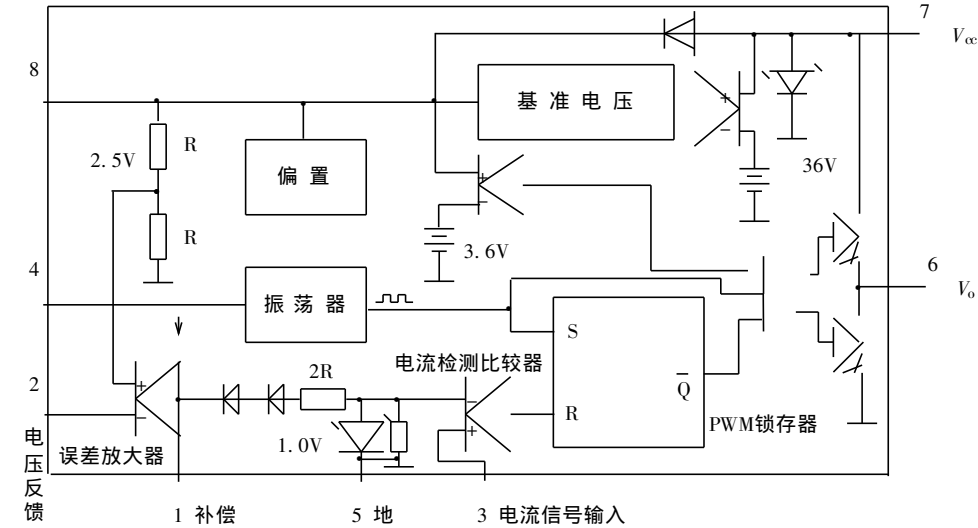 7
V_cc
8
基 准 电 压
R
2. 5V
偏 置
36V
R
3. 6V
4
6
振 荡 器
V_o
S
电流检测比较器
2R
2
Q̅
R
PWM锁存器
1. 0V
误差放大器
电
压
反
馈
1 补偿
5 地
3 电流信号输入
+
−
+
−
+
−
−
+